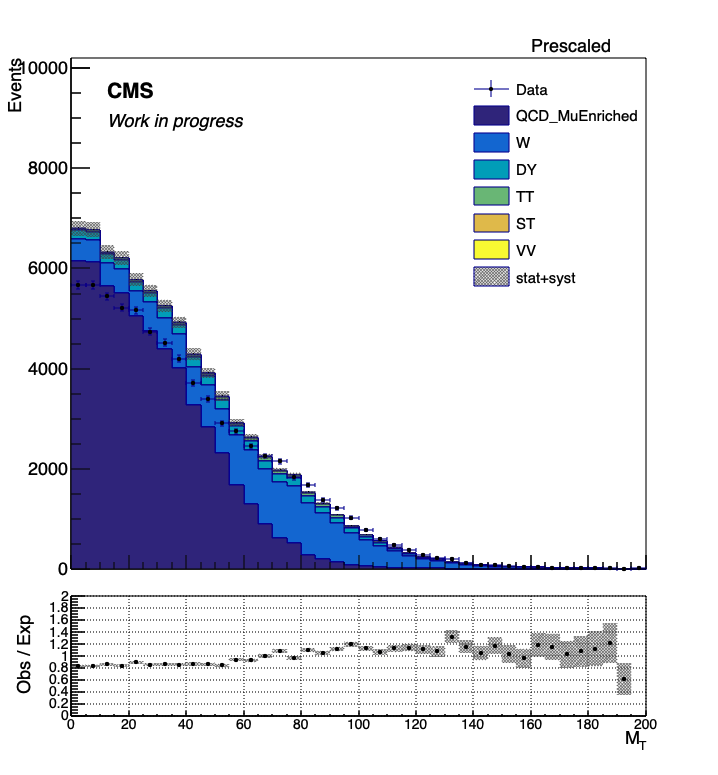 Prescaled
Events
10000
8000
6000
4000
2000
0
CMS
Work in progress
Data
QCD_MuEnriched
W
DY
TT
ST
VV
stat+syst
Obs / Exp
2
1.8
1.6
1.4
1.2
1
0.8
0.6
0.4
0.2
0
0 20 40 60 80 100 120 140 160 180 200
M_T